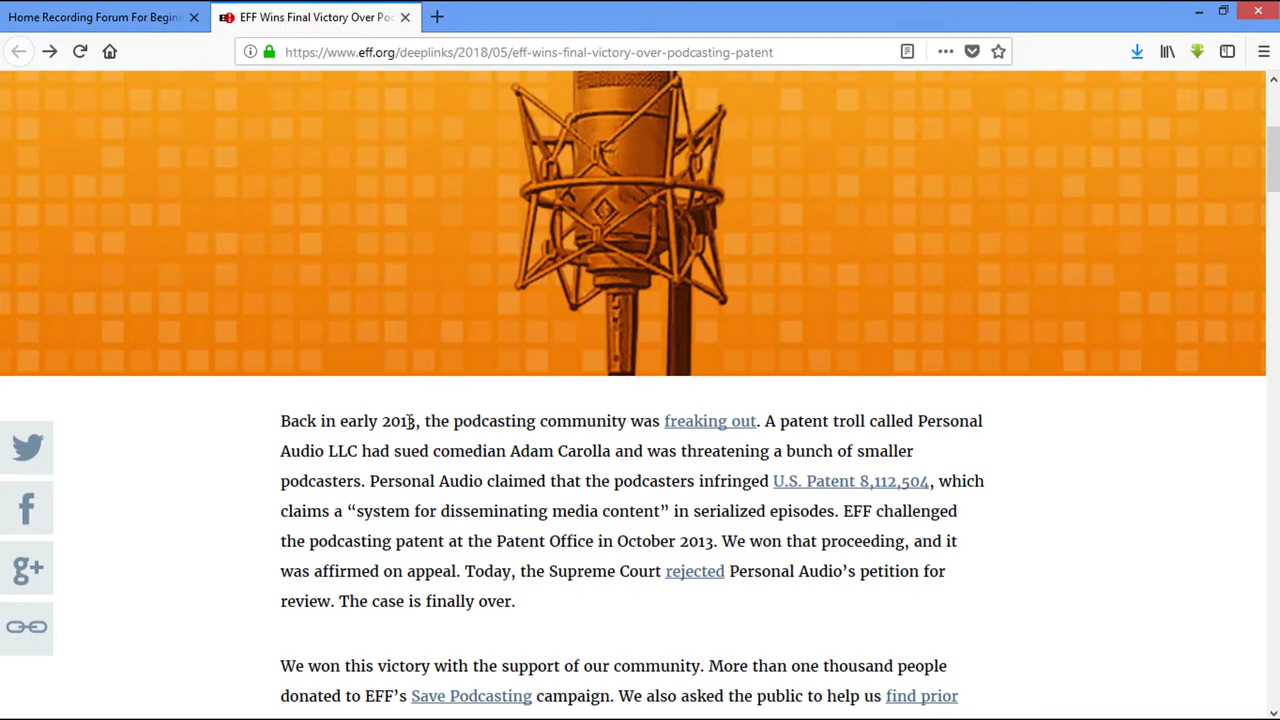 Home Recording Forum For Beginn
EFF Wins Final Victory Over Poc
https://www.eff.org/deeplinks/2018/05/eff-wins-final-victory-over-podcasting-patent
Back in early 2013, the podcasting community was freaking out. A patent troll called Personal
Audio LLC had sued comedian Adam Carolla and was threatening a bunch of smaller
podcasters. Personal Audio claimed that the podcasters infringed U.S. Patent 8,112,504, which
claims a “system for disseminating media content” in serialized episodes. EFF challenged
the podcasting patent at the Patent Office in October 2013. We won that proceeding, and it
was affirmed on appeal. Today, the Supreme Court rejected Personal Audio’s petition for
review. The case is finally over.
We won this victory with the support of our community. More than one thousand people
donated to EFF’s Save Podcasting campaign. We also asked the public to help us find prior